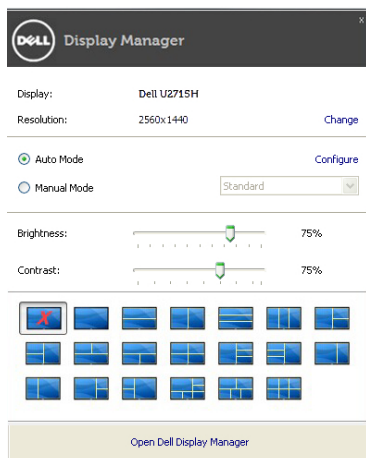 x
DELL Display Manager
Display: Dell U2715H
Resolution: 2560x1440 Change
Auto Mode Configure
Manual Mode Standard
Brightness: 75%
Contrast: 75%
Open Dell Display Manager